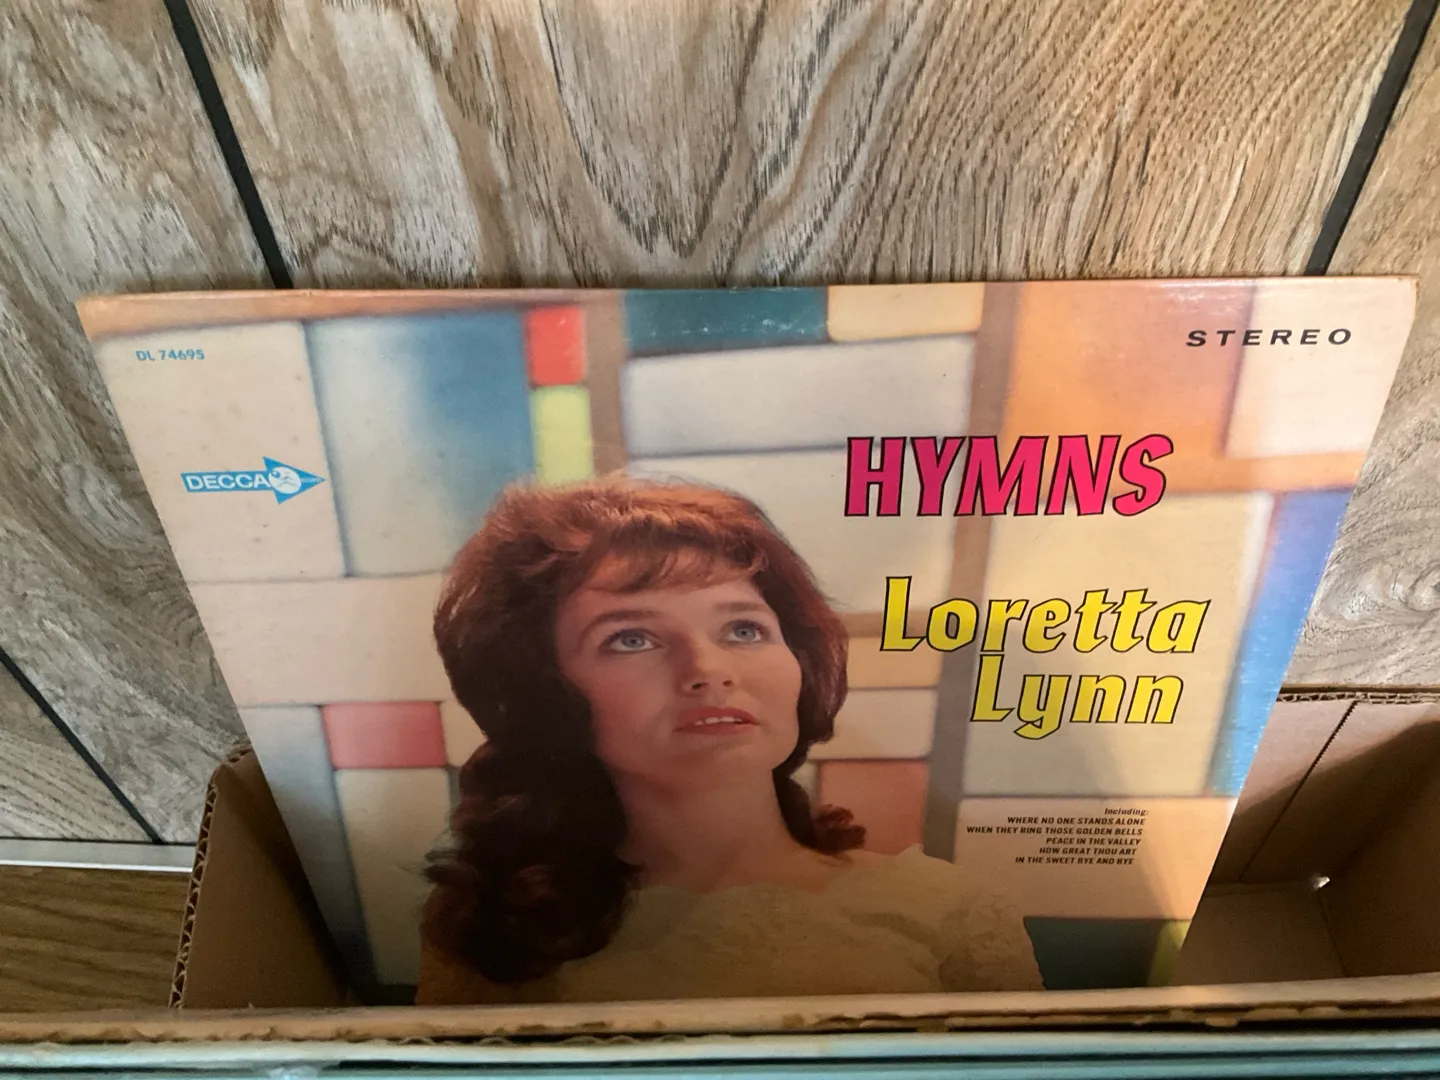 DL 74695
STEREO
DECCA
HYMNS
Loretta
Lynn
Including:
WHERE NO ONE STANDS ALONE
WHEN THEY RING THOSE GOLDEN BELLS
PEACE IN THE VALLEY
HOW GREAT THOU ART
IN THE SWEET BYE AND BYE